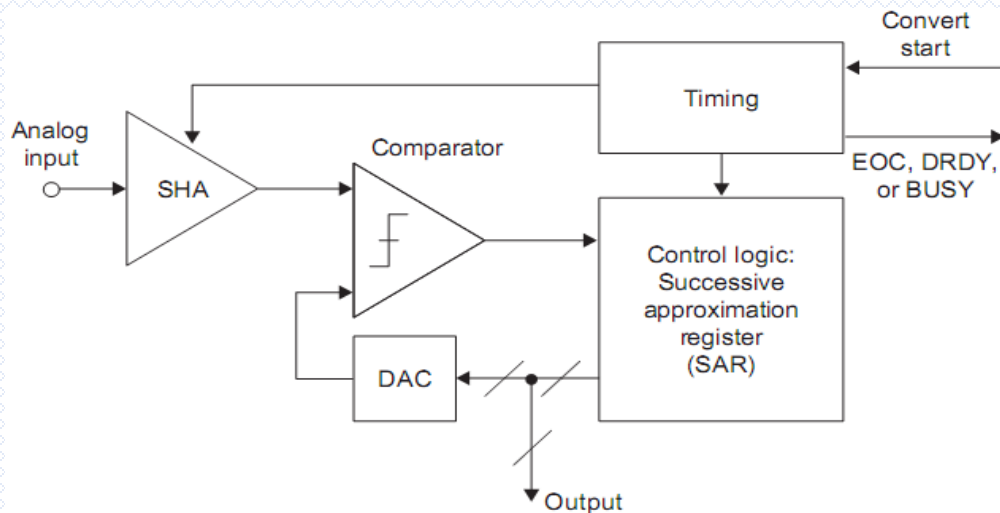 Convert
start
Timing
Analog
input
Comparator
EOC, DRDY,
or BUSY
SHA
Control logic:
Successive
approximation
register
(SAR)
DAC
Output